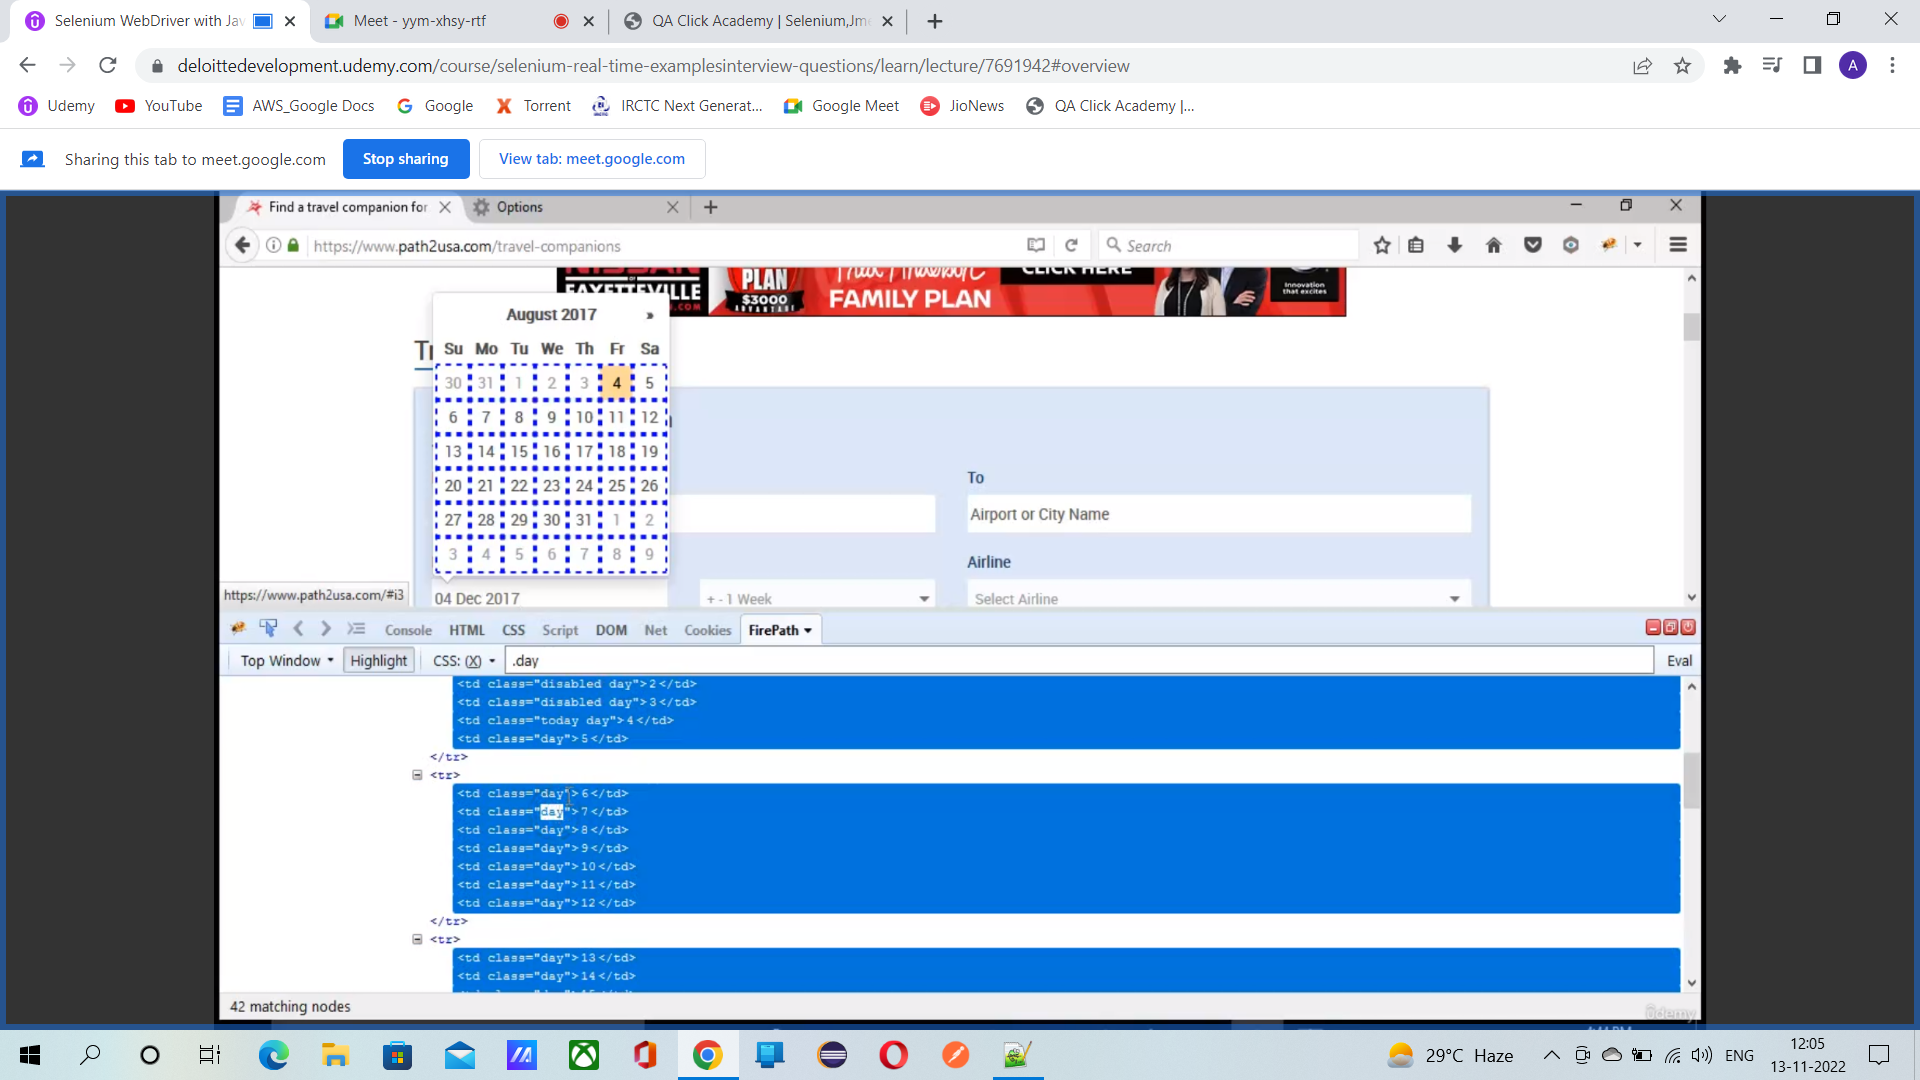 Selenium WebDriver with Jav
Meet - yym-xhsy-rtf
QA Click Academy | Selenium,Jme
deloittedevelopment.udemy.com/course/selenium-real-time-examplesinterview-questions/learn/lecture/7691942#overview
A
Udemy YouTube AWS_Google Docs Google Torrent IRCTC Next Generat... Google Meet JioNews QA Click Academy |...
Sharing this tab to meet.google.com Stop sharing View tab: meet.google.com
Find a travel companion for Options
https://www.path2usa.com/travel-companions Search
NISSAN PLAN CLICK HERE
FAYETTEVILLE $3000 FAMILY PLAN Innovation that excites
August 2017 »
Tr
Su Mo Tu We Th Fr Sa
30 31 1 2 3 4 5
6 7 8 9 10 11 12
13 14 15 16 17 18 19
20 21 22 23 24 25 26
27 28 29 30 31 1 2
3 4 5 6 7 8 9
To
Airport or City Name
Airline
https://www.path2usa.com/#i3
04 Dec 2017 + - 1 Week Select Airline
Console HTML CSS Script DOM Net Cookies FirePath
Top Window Highlight CSS: (X) .day Eval
<td class="disabled day">2</td>
<td class="disabled day">3</td>
<td class="today day">4</td>
<td class="day">5</td>
</tr>
<tr>
<td class="day">6</td>
<td class="day">7</td>
<td class="day">8</td>
<td class="day">9</td>
<td class="day">10</td>
<td class="day">11</td>
<td class="day">12</td>
</tr>
<tr>
<td class="day">13</td>
<td class="day">14</td>
42 matching nodes
ûdemy
29°C Haze ENG 12:05
13-11-2022